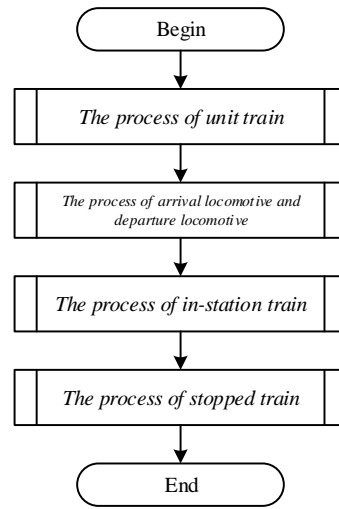 Begin
The process of unit train
The process of arrival locomotive and
departure locomotive
The process of in-station train
The process of stopped train
End